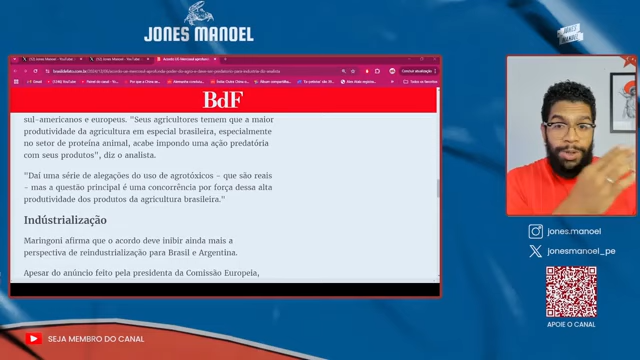 JONES MANOEL
JONES
MANOEL
BdF
sul-americanos e europeus. "Seus agricultores temem que a maior
produtividade da agricultura em especial brasileira, especialmente
no setor de proteína animal, acabe impondo uma ação predatória
com seus produtos", diz o analista.
"Daí uma série de alegações do uso de agrotóxicos - que são reais
- mas a questão principal é uma concorrência por força dessa alta
produtividade dos produtos da agricultura brasileira."
Indústrialização
Maringoni afirma que o acordo deve inibir ainda mais a
perspectiva de reindustrialização para Brasil e Argentina.
Apesar do anúncio feito pela presidenta da Comissão Europeia,
jones.manoel
jonesmanoel_pe
APOIE O CANAL
SEJA MEMBRO DO CANAL